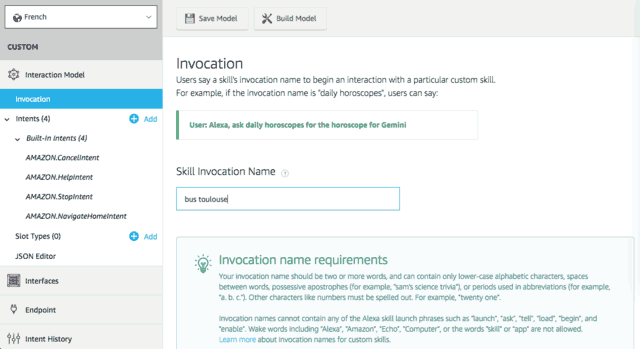 French
Save Model
Build Model
CUSTOM
Interaction Model
Invocation
Intents (4)
Add
Built-In Intents (4)
AMAZON.CancelIntent
AMAZON.HelpIntent
AMAZON.StopIntent
AMAZON.NavigateHomeIntent
Slot Types (0)
Add
JSON Editor
Interfaces
Endpoint
Intent History
Invocation
Users say a skill's invocation name to begin an interaction with a particular custom skill.
For example, if the invocation name is "daily horoscopes", users can say:
User: Alexa, ask daily horoscopes for the horoscope for Gemini
Skill Invocation Name
?
bus toulouse
Invocation name requirements
Your invocation name should be two or more words, and can contain only lower-case alphabetic characters, spaces
between words, possessive apostrophes (for example, "sam's science trivia"), or periods used in abbreviations (for example,
"a. b. c."). Other characters like numbers must be spelled out. For example, "twenty one".
Invocation names cannot contain any of the Alexa skill launch phrases such as "launch", "ask", "tell", "load", "begin", and
"enable". Wake words including "Alexa", "Amazon", "Echo", "Computer", or the words "skill" or "app" are not allowed.
Learn more about invocation names for custom skills.